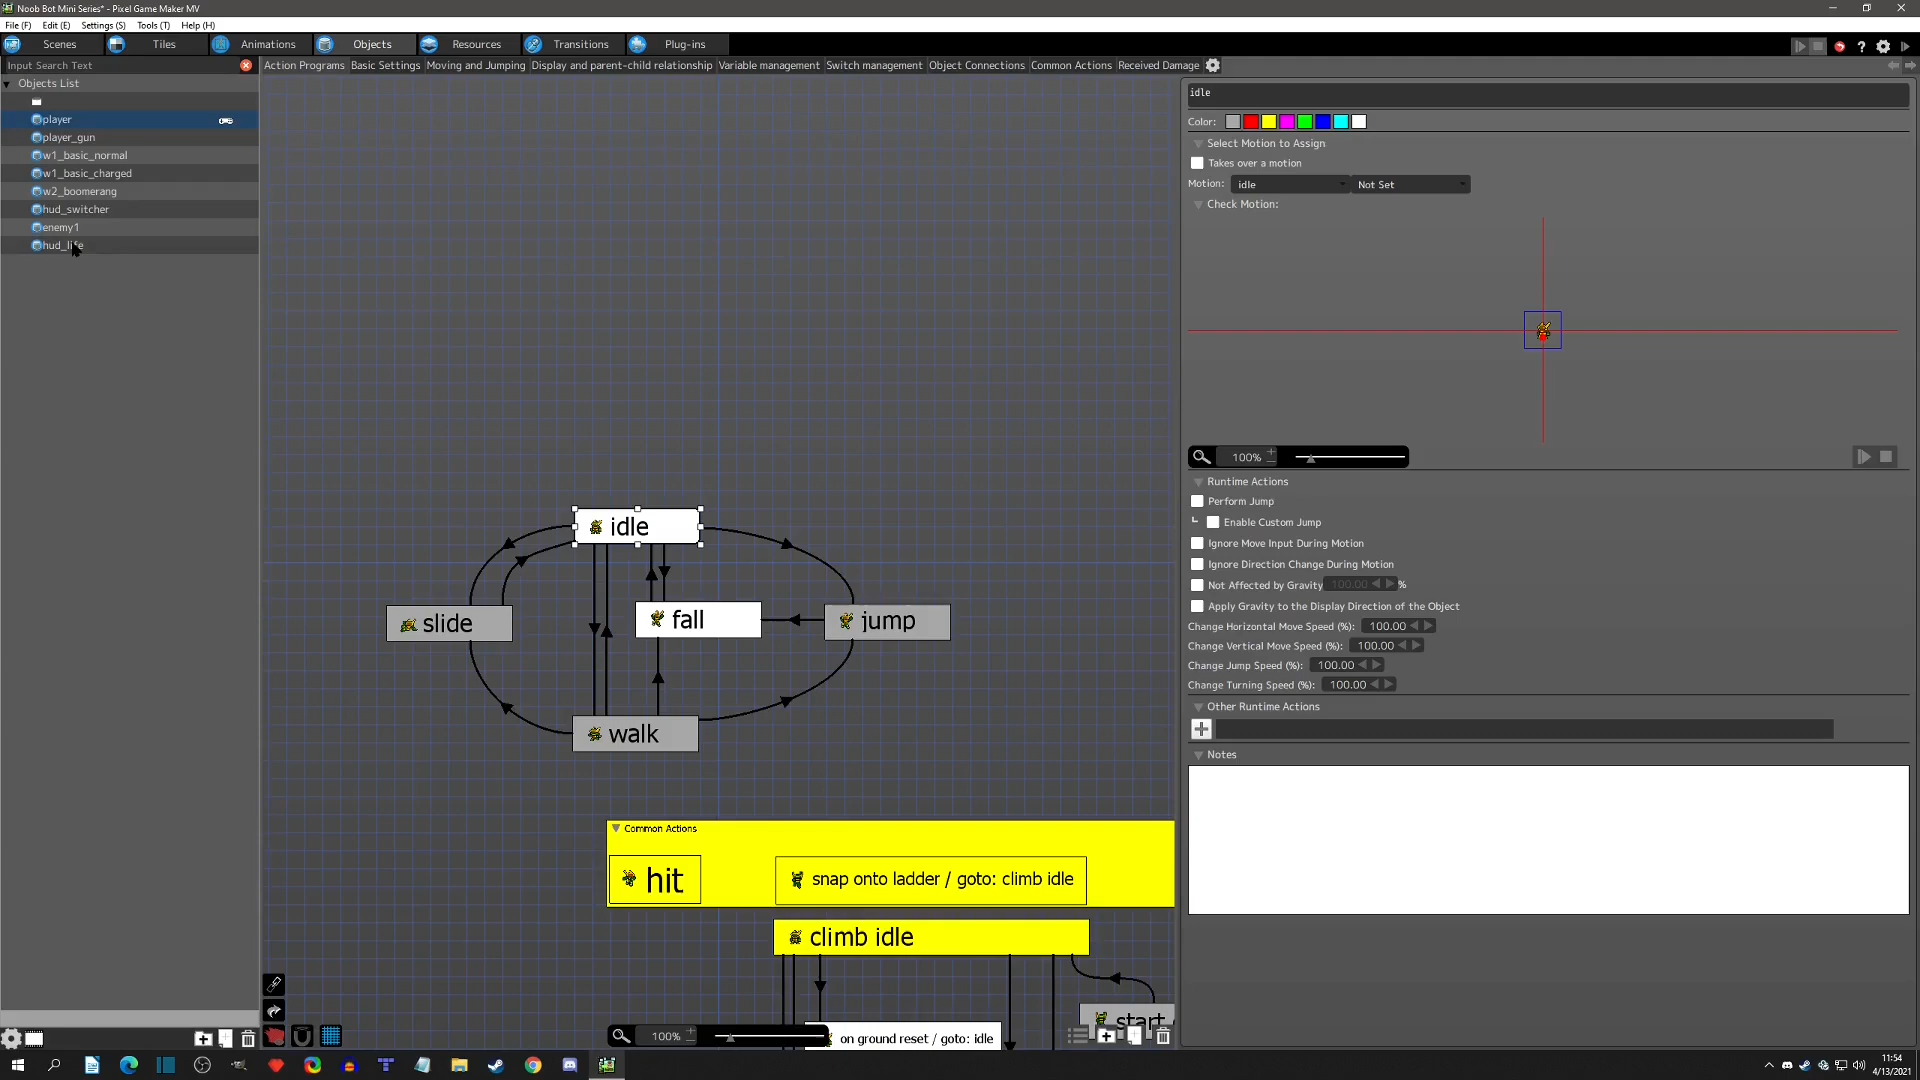 Noob Bot Mini Series* - Pixel Game Maker MV
File (F) Edit (E) Settings (S) Tools (T) Help (H)
Scenes Tiles Animations Objects Resources Transitions Plug-ins
Input Search Text
Action Programs Basic Settings Moving and Jumping Display and parent-child relationship Variable management Switch management Object Connections Common Actions Received Damage
Objects List
player
player_gun
w1_basic_normal
w1_basic_charged
w2_boomerang
hud_switcher
enemy1
hud_life
idle
slide
fall
jump
walk
Common Actions
hit
snap onto ladder / goto: climb idle
climb idle
start
on ground reset / goto: idle
100%
idle
Color:
Select Motion to Assign
Takes over a motion
Motion: idle Not Set
Check Motion:
100%
Runtime Actions
Perform Jump
Enable Custom Jump
Ignore Move Input During Motion
Ignore Direction Change During Motion
Not Affected by Gravity 100.00 %
Apply Gravity to the Display Direction of the Object
Change Horizontal Move Speed (%): 100.00
Change Vertical Move Speed (%): 100.00
Change Jump Speed (%): 100.00
Change Turning Speed (%): 100.00
Other Runtime Actions
Notes
11:54
4/13/2021